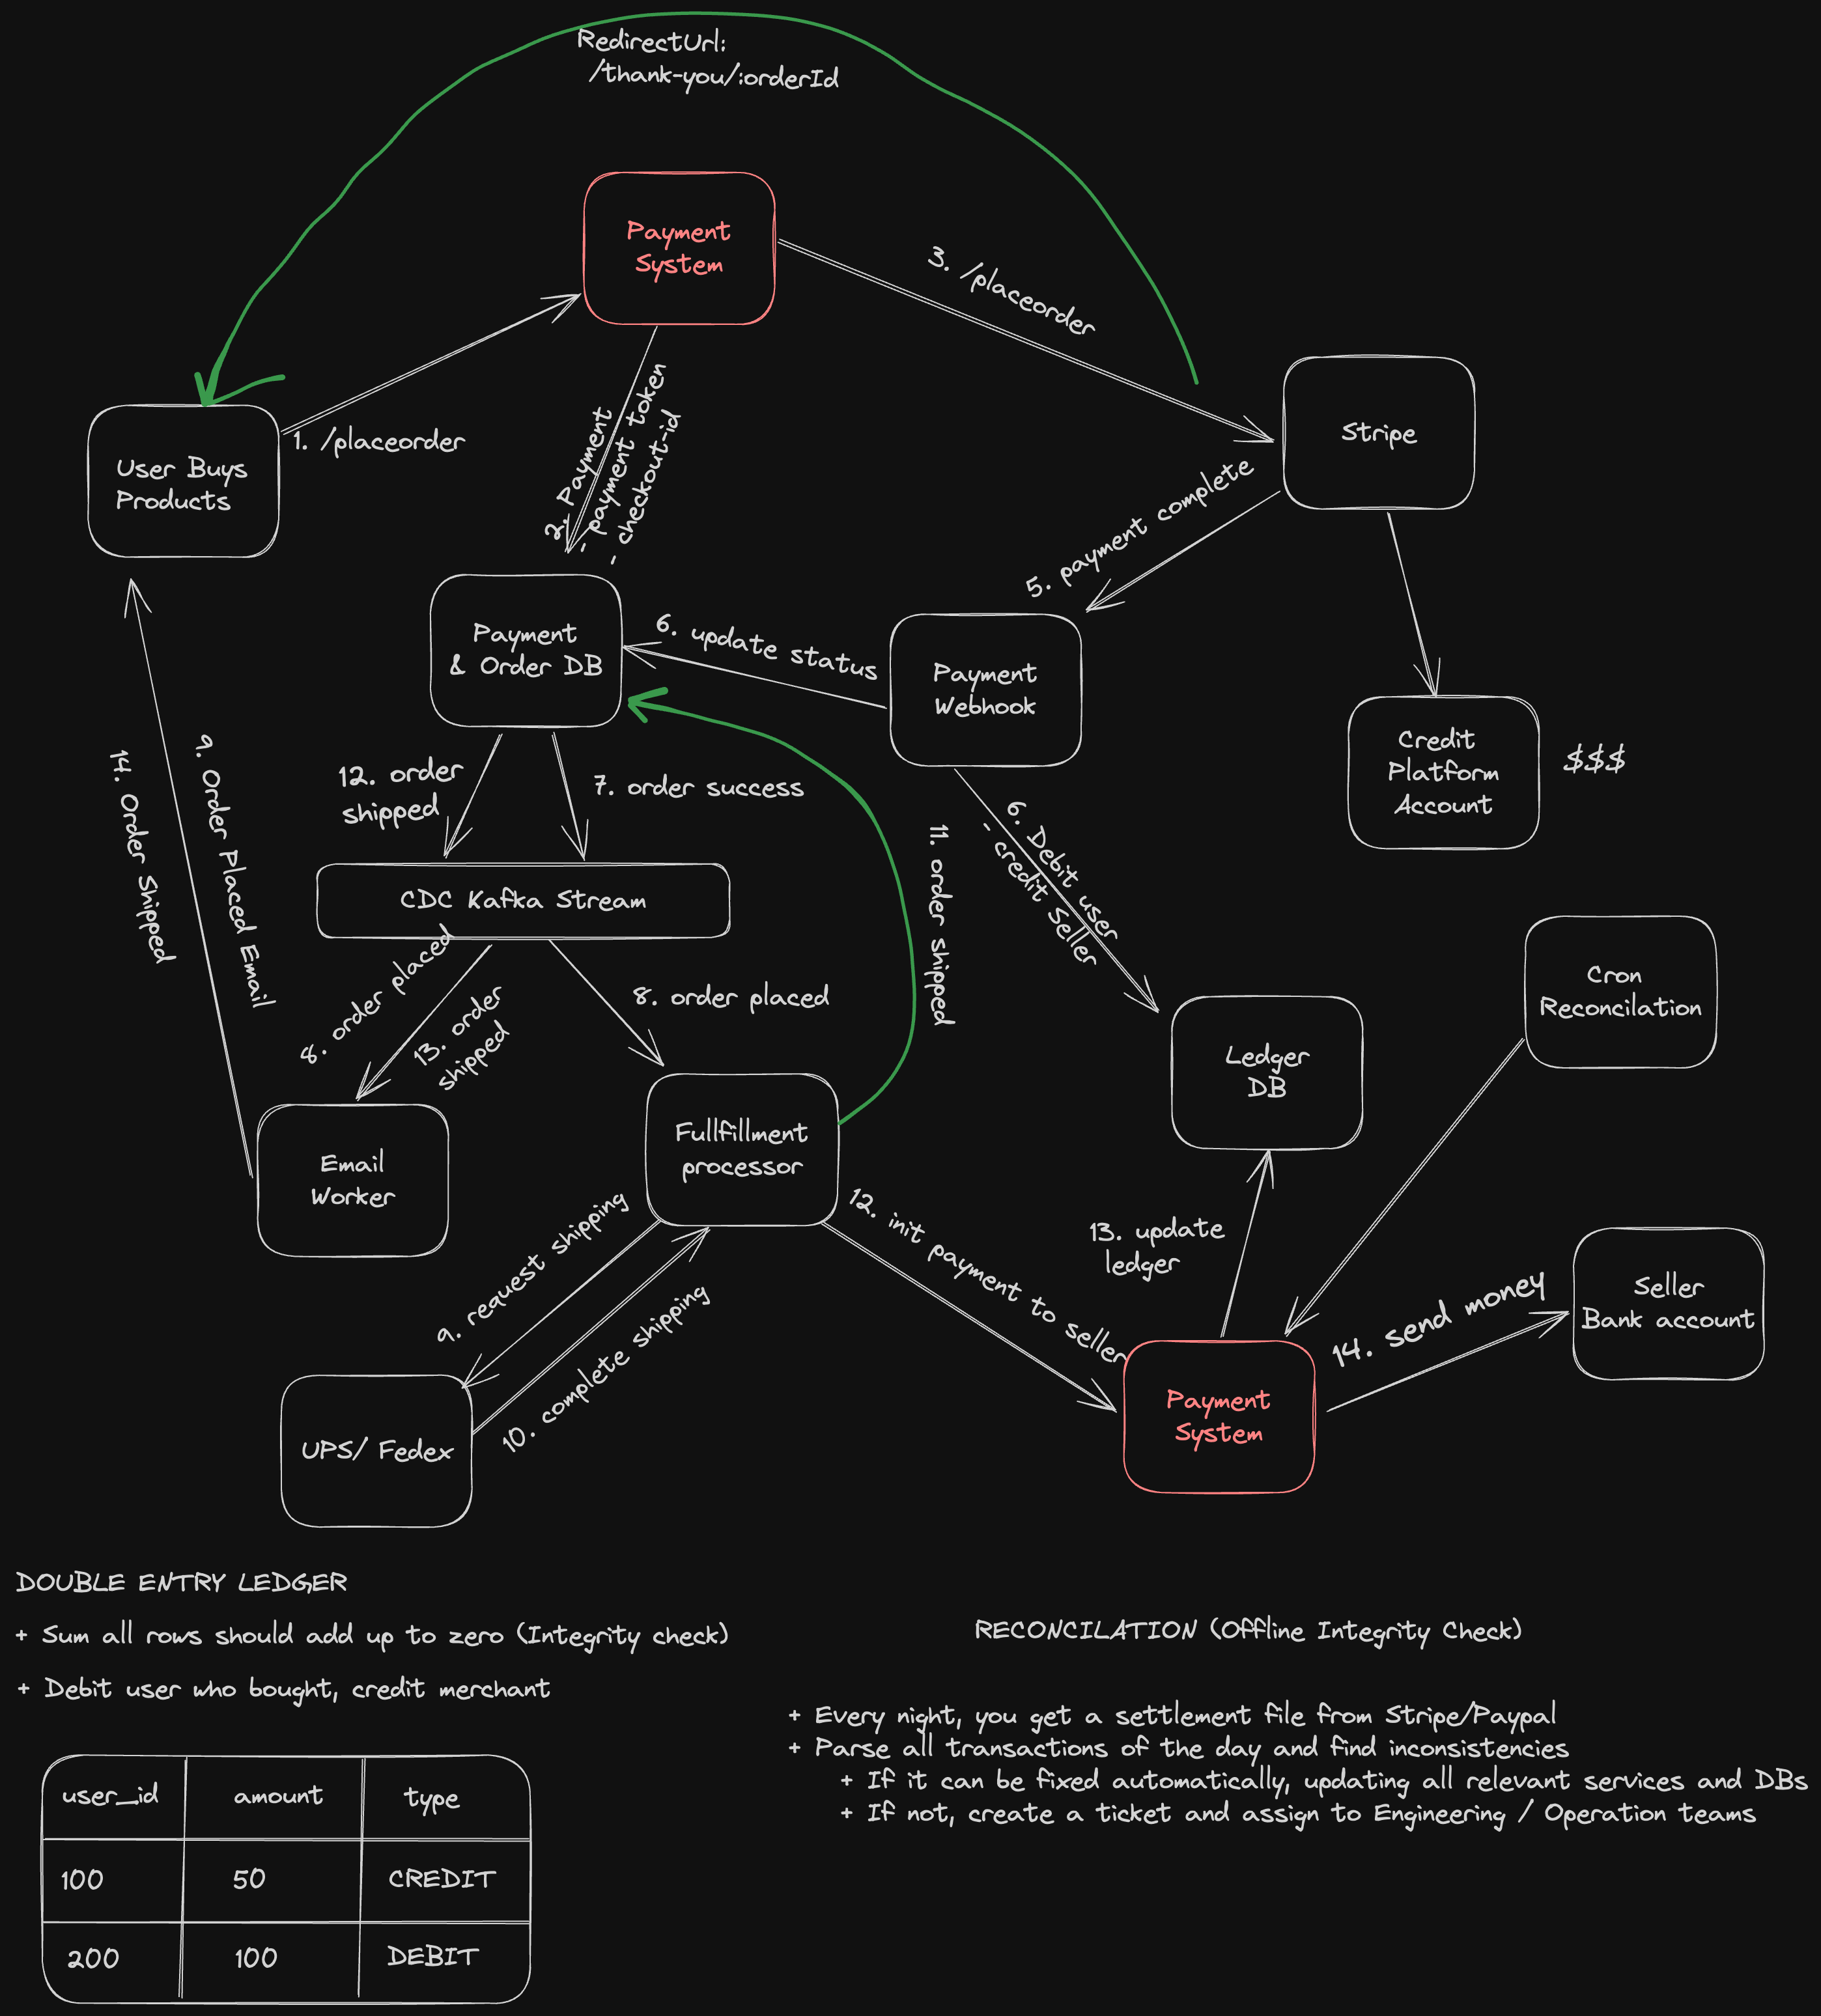 RedirectUrl:
/thank-you/:orderId
Payment
System
3. /placeorder
1. /placeorder
User Buys
Products
2. Payment
- payment token
- checkout-id
Stripe
5. payment complete
Payment
& Order DB
6. update status
Payment
Webhook
Credit
Platform
Account
$$$
12. order
shipped
7. order success
14. Order Shipped
9. Order Placed Email
6. Debit user
- credit Seller
11. order shipped
CDC Kafka Stream
8. order placed
13. order
shipped
8. order placed
Cron
Reconcilation
Ledger
DB
Email
Worker
Fullfillment
processor
9. request shipping
10. complete shipping
12. init payment to seller
13. update
ledger
14. send money
Seller
Bank account
Payment
System
UPS/ Fedex
DOUBLE ENTRY LEDGER
+ Sum all rows should add up to zero (Integrity check)
+ Debit user who bought, credit merchant
RECONCILATION (Offline Integrity Check)
+ Every night, you get a settlement file from Stripe/Paypal
+ Parse all transactions of the day and find inconsistencies
+ If it can be fixed automatically, updating all relevant services and DBs
+ If not, create a ticket and assign to Engineering / Operation teams
user_id amount type
100 50 CREDIT
200 100 DEBIT